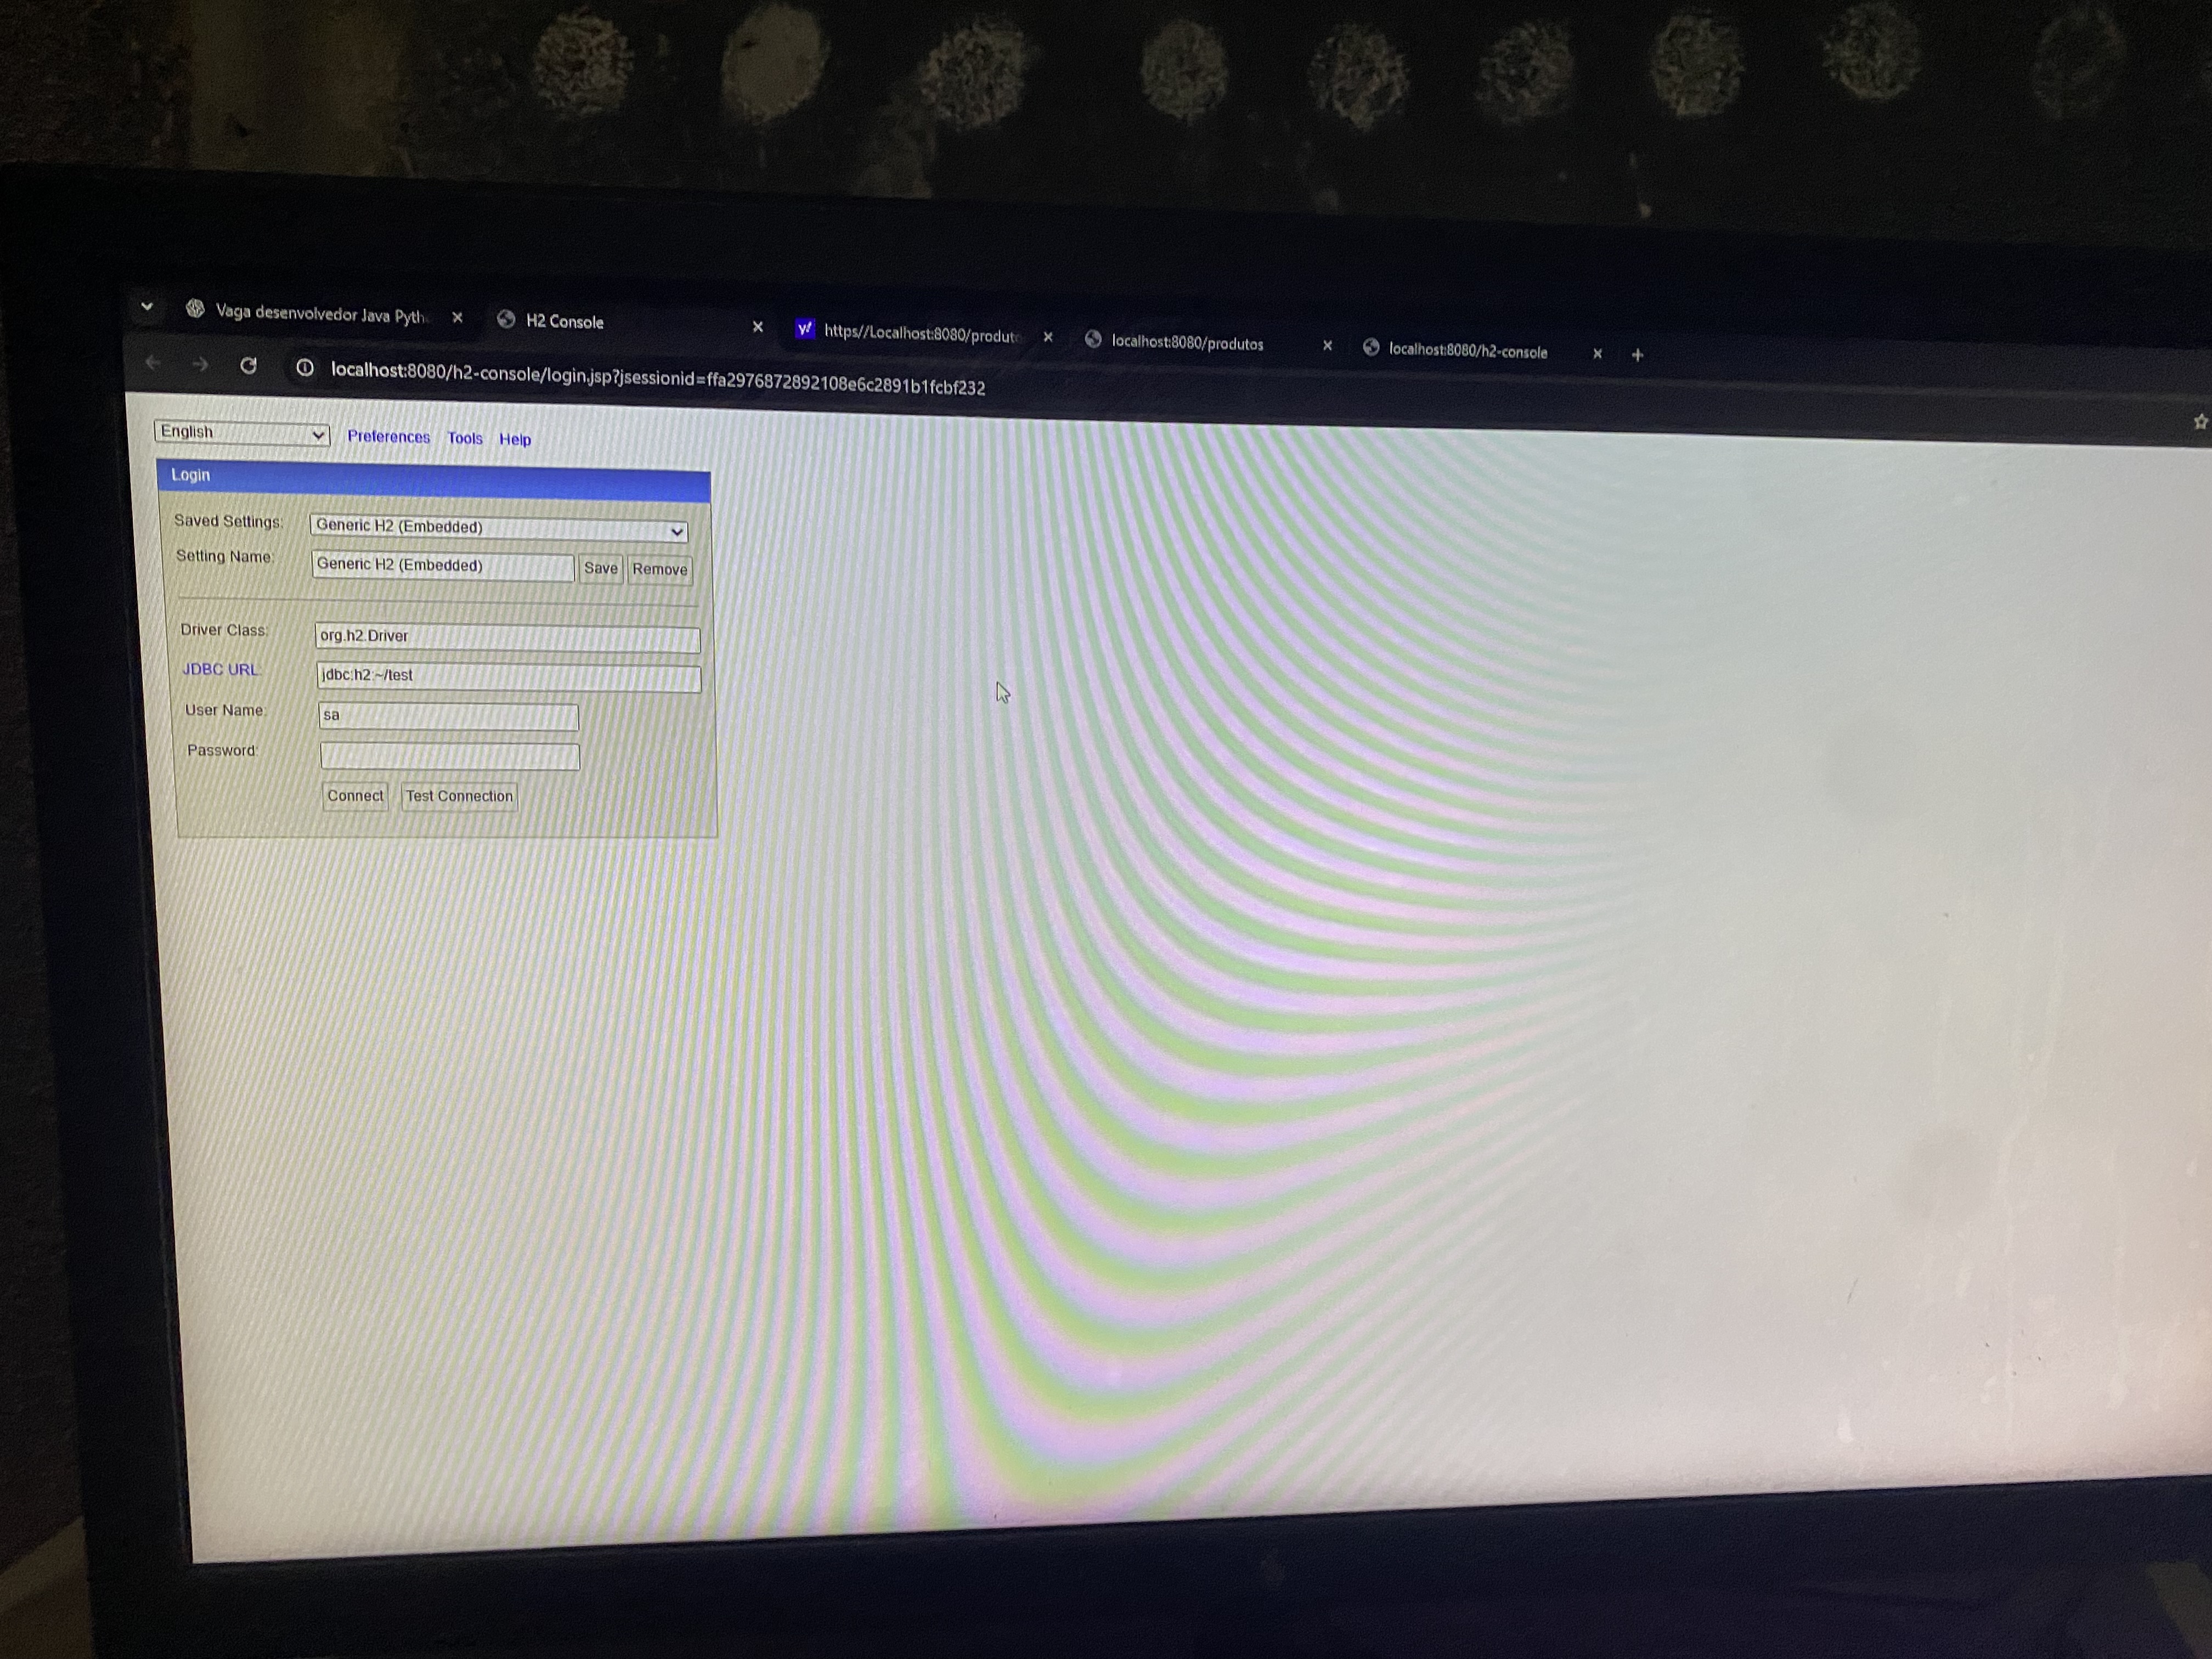 Vaga desenvolvedor Java Pyth
H2 Console
https//Localhost:8080/produt
localhost:8080/produtos
localhost:8080/h2-console
localhost:8080/h2-console/login.jsp?jsessionid=ffa2976872892108e6c2891b1fcbf232
English Preferences Tools Help
Login
Saved Settings: Generic H2 (Embedded)
Setting Name: Generic H2 (Embedded) Save Remove
Driver Class: org.h2.Driver
JDBC URL: jdbc:h2:~/test
User Name: sa
Password:
Connect Test Connection